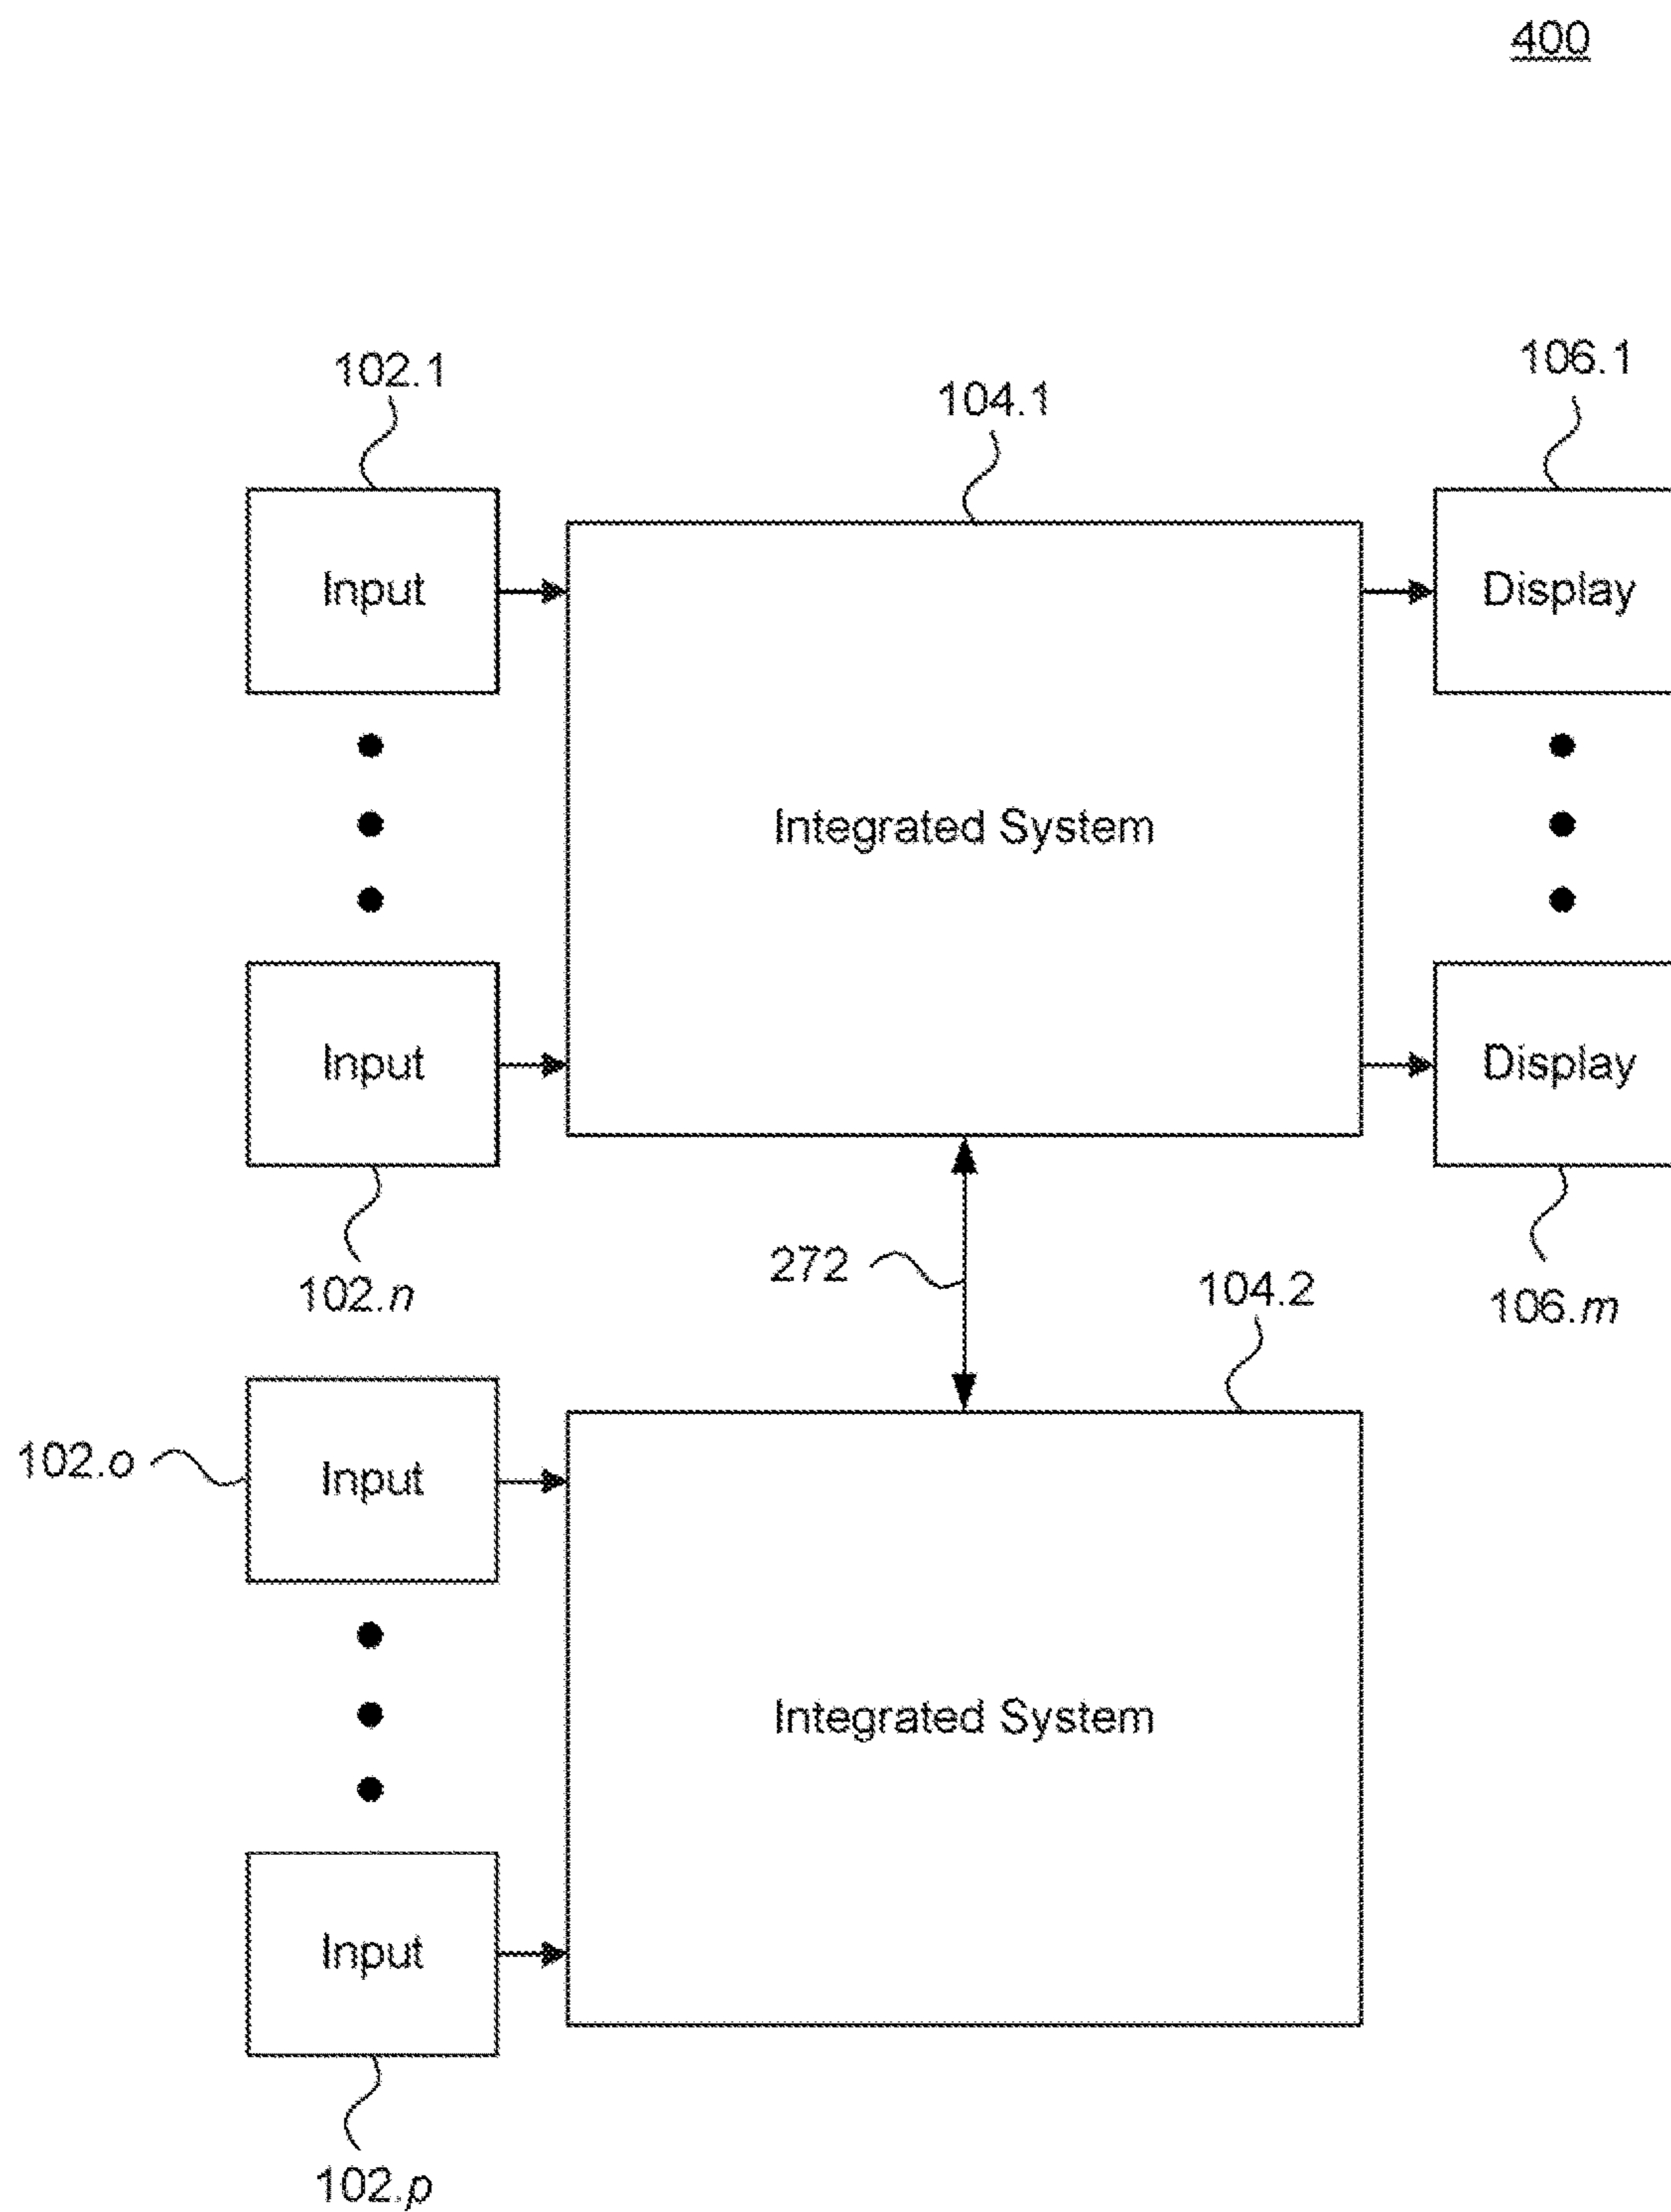 400
102.1
104.1
106.1
Input
Display
Integrated System
Input
Display
102.n
272
104.2
106.m
102.o
Input
Integrated System
Input
102.p